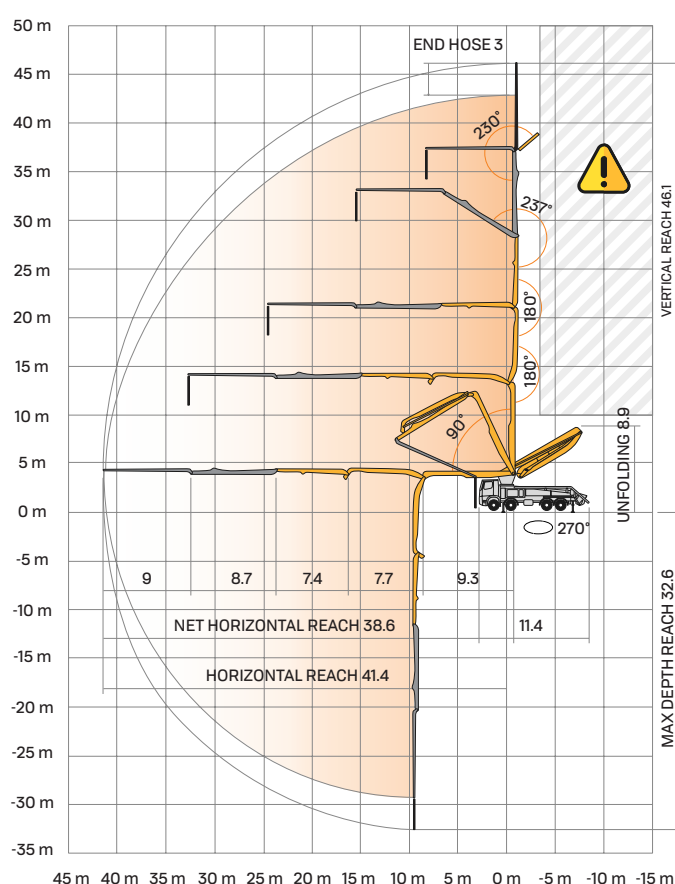 50 m
END HOSE 3
45 m
40 m
230°
35 m
237°
30 m
VERTICAL REACH 46.1
25 m
20 m
180°
15 m
180°
10 m
90°
5 m
UNFOLDING 8.9
0 m
270°
-5 m
9 8.7 7.4 7.7 9.3
-10 m
NET HORIZONTAL REACH 38.6 11.4
-15 m
HORIZONTAL REACH 41.4
MAX DEPTH REACH 32.6
-20 m
-25 m
-30 m
-35 m
45 m 40 m 35 m 30 m 25 m 20 m 15 m 10 m 5 m 0 m -5 m -10 m -15 m